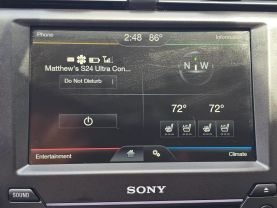 Phone 2:48 86° Information
Matthew's S24 Ultra Con...
Do Not Disturb
N W
72° 72°
Entertainment Climate
SOUND SONY